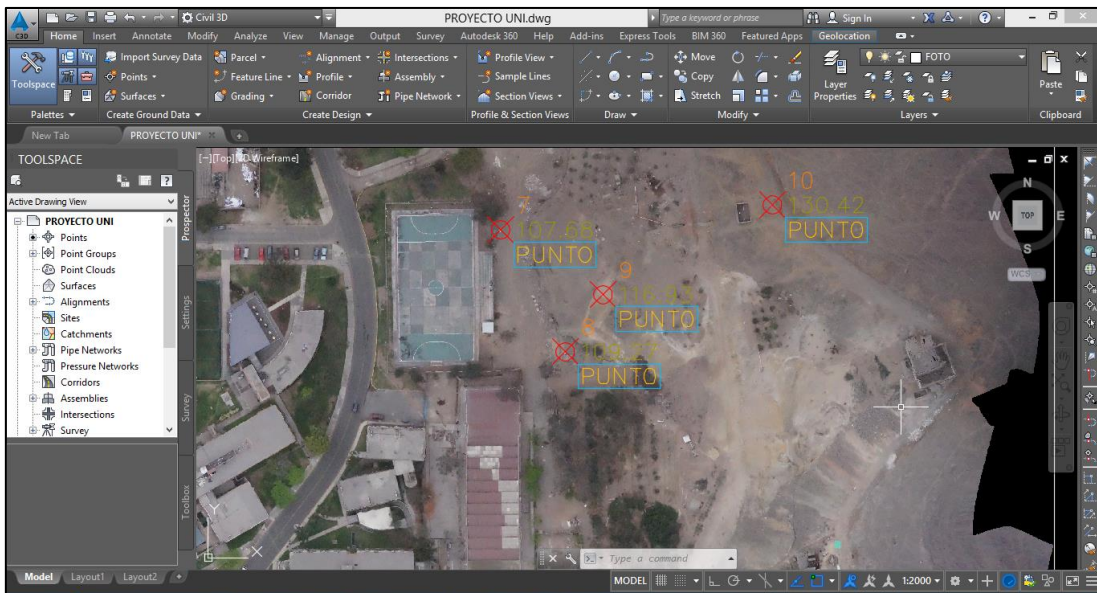 Civil 3D
PROYECTO UNI.dwg
Type a keyword or phrase
Sign In
C3D
Home Insert Annotate Modify Analyze View Manage Output Survey Autodesk 360 Help Add-ins Express Tools BIM 360 Featured Apps Geolocation
Toolspace
Import Survey Data
Points
Surfaces
Parcel
Feature Line
Grading
Alignment
Profile
Corridor
Intersections
Assembly
Pipe Network
Profile View
Sample Lines
Section Views
Move
Copy
Stretch
Layer
Properties
FOTO
Paste
Palettes
Create Ground Data
Create Design
Profile & Section Views
Draw
Modify
Layers
Clipboard
New Tab
PROYECTO UNI*
TOOLSPACE
Active Drawing View
PROYECTO UNI
Points
Point Groups
Point Clouds
Surfaces
Alignments
Sites
Catchments
Pipe Networks
Pressure Networks
Corridors
Assemblies
Intersections
Survey
Prospector
Settings
Survey
Toolbox
[−][Top][2D Wireframe]
7
107.68
PUNTO
10
130.42
PUNTO
9
PUNTO
PUNTO
N
W TOP E
S
WCS
Y
X
Type a command
Model Layout1 Layout2 +
MODEL
1:2000